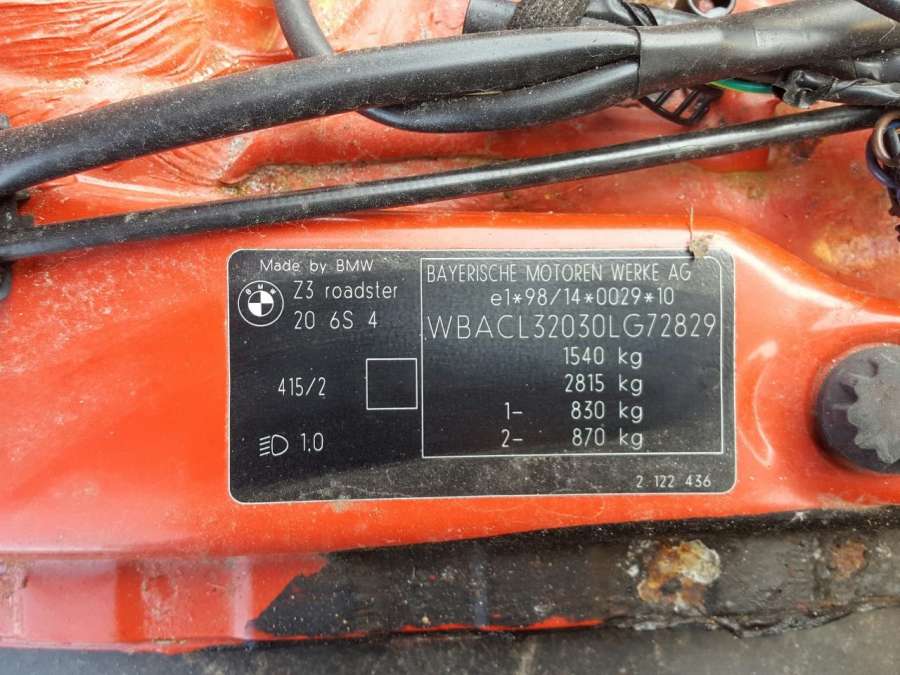 Made by BMW
BMW
Z3 roadster
20 6S 4
415/2
1.0
BAYERISCHE MOTOREN WERKE AG
e1*98/14*0029*10
WBACL32030LG72829
1540 kg
2815 kg
1- 830 kg
2- 870 kg
2 122 436